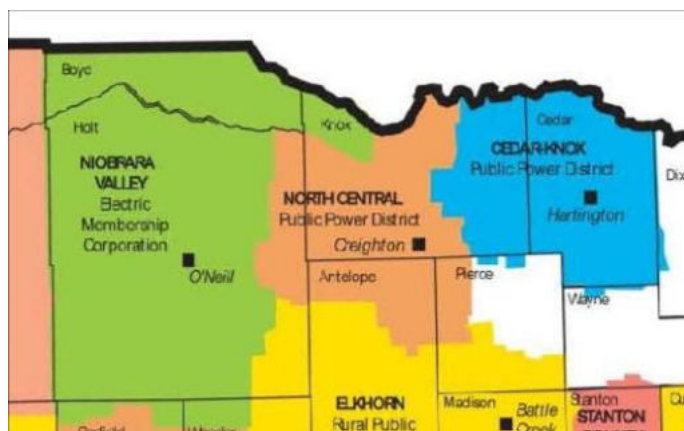 Boyd
Holt
NIOBRARA
VALLEY
Electric
Membership
Corporation
O'Neill
Knox
NORTH CENTRAL
Public Power District
Creighton
Antelope
Cedar
CEDAR-KNOX
Public Power District
Hartington
Pierce
Wayne
ELKHORN
Rural Public
Madison
Battle
Creek
Stanton
STANTON